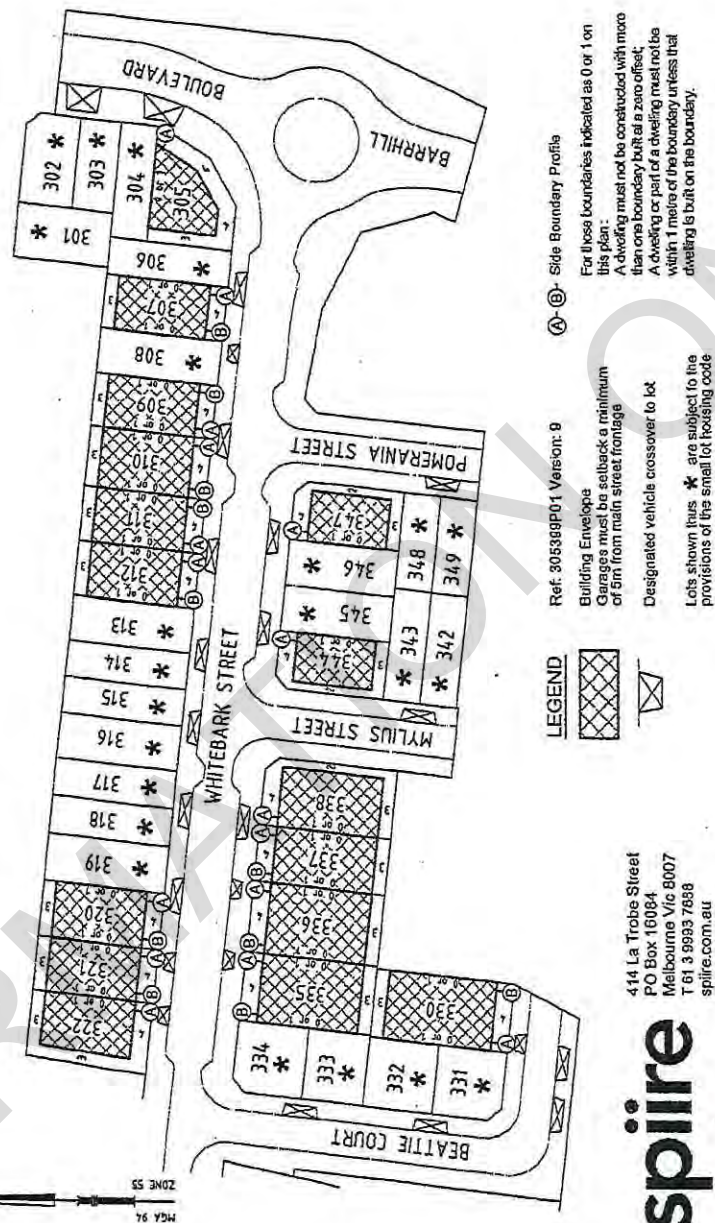 BOULEVARD
BARRHILL
302 *
303 *
304 *
301 *
305
306 *
307
308 *
309
310
311
312
313 *
314 *
315 *
316 *
317 *
318 *
319 *
320
321
322
WHITEBARK STREET
POMERANIA STREET
347
346 *
345 *
344
348 *
349 *
343 *
342 *
MYLIUS STREET
338
337
336
335
330
334 *
333 *
332 *
331 *
BEATTIE COURT
MGA 94
ZONE 55
LEGEND
Ref: 305399P01 Version: 9
Building Envelope
Garages must be setback a minimum
of 5m from main street frontage
Designated vehicle crossover to lot
Lots shown thus * are subject to the
provisions of the small lot housing code
A-B- Side Boundary Profile
For those boundaries indicated as 0 or 1 on
this plan:
A dwelling must not be constructed with more
than one boundary built at a zero offset;
A dwelling or part of a dwelling must not be
within 1 metre of the boundary unless that
dwelling is built on the boundary.
spiire
414 La Trobe Street
PO Box 16084
Melbourne Vic 8007
T 61 3 9993 7888
spiire.com.au